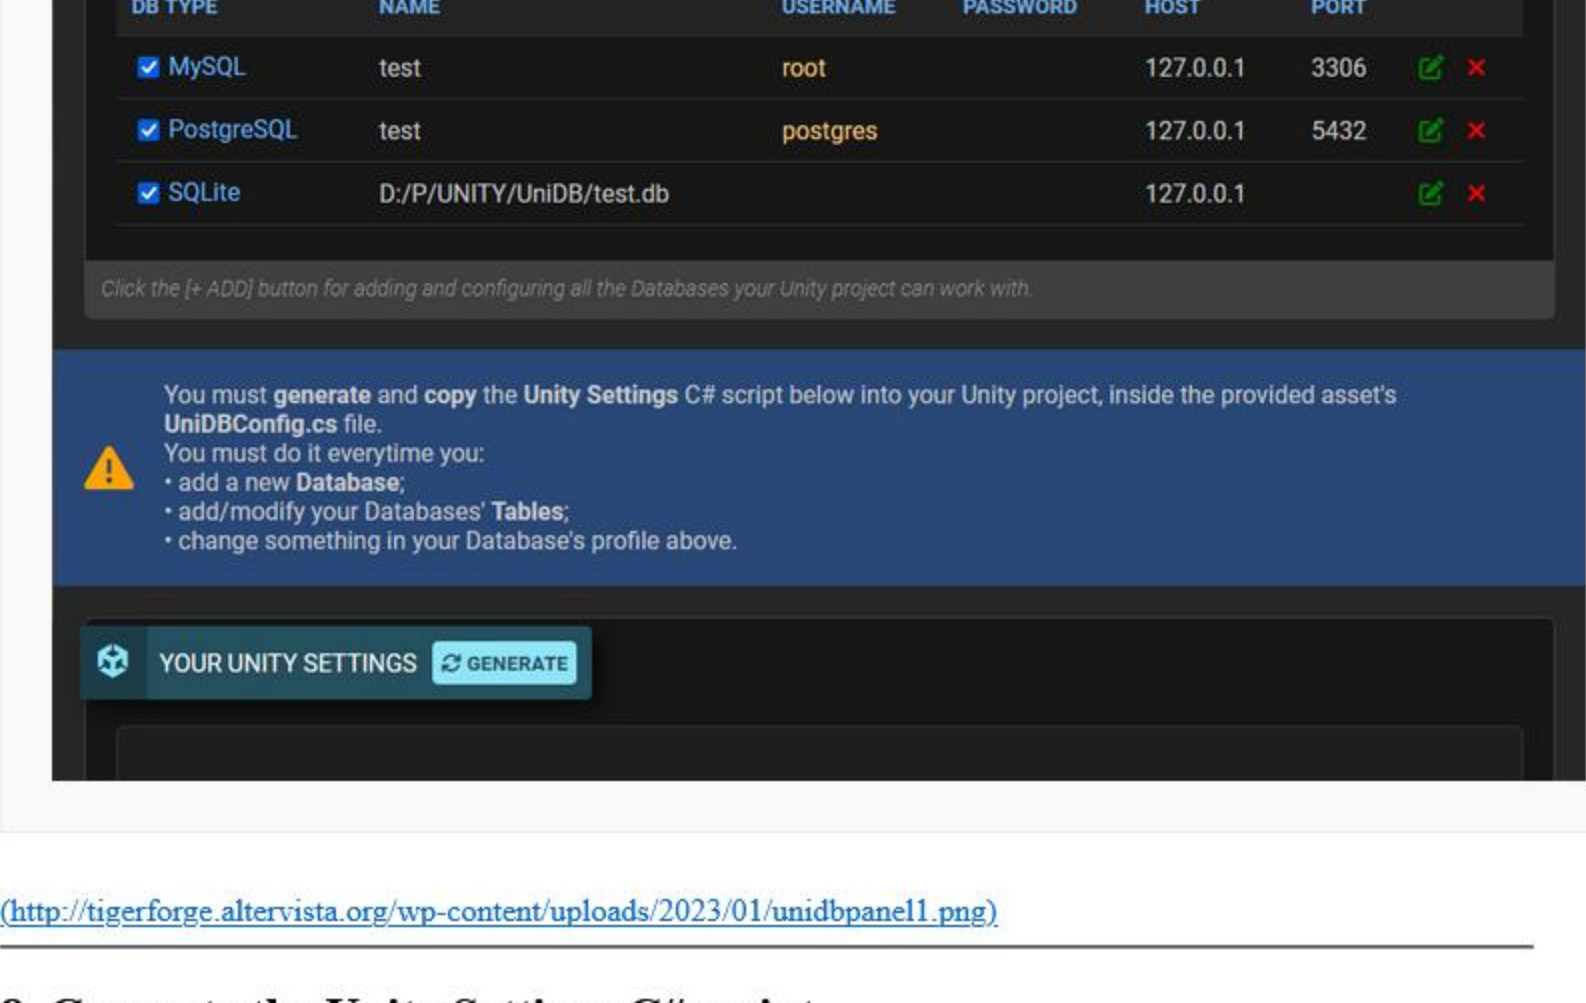 DB TYPE NAME USERNAME PASSWORD HOST PORT
MySQL test root 127.0.0.1 3306
PostgreSQL test postgres 127.0.0.1 5432
SQLite D:/P/UNITY/UniDB/test.db 127.0.0.1
Click the [+ ADD] button for adding and configuring all the Databases your Unity project can work with.
You must generate and copy the Unity Settings C# script below into your Unity project, inside the provided asset's
UniDBConfig.cs file.
You must do it everytime you:
• add a new Database;
• add/modify your Databases' Tables;
• change something in your Database's profile above.
YOUR UNITY SETTINGS GENERATE
(http://tigerforge.altervista.org/wp-content/uploads/2023/01/unidbpanel1.png)
Generate the Unity Settings C# script